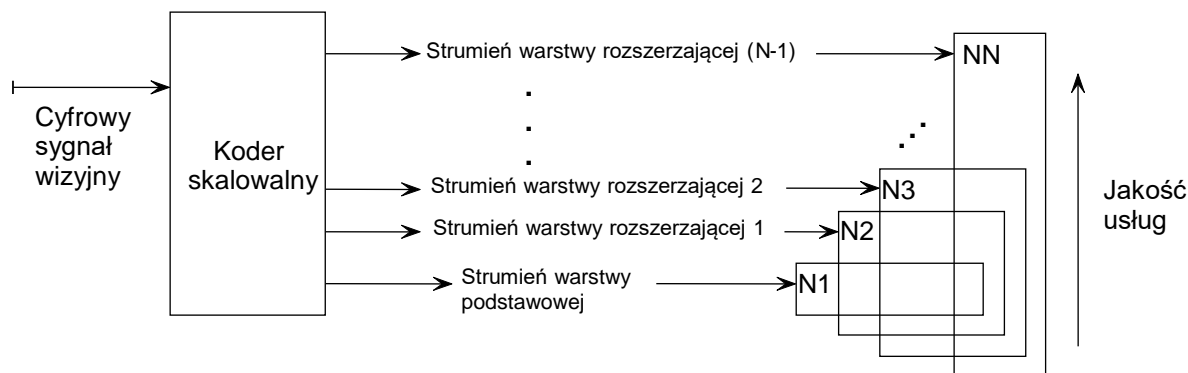 Strumień warstwy rozszerzającej (N-1)
NN
Cyfrowy
sygnał
wizyjny
Koder
skalowalny
Strumień warstwy rozszerzającej 2
N3
Jakość
usług
Strumień warstwy rozszerzającej 1
N2
Strumień warstwy
podstawowej
N1